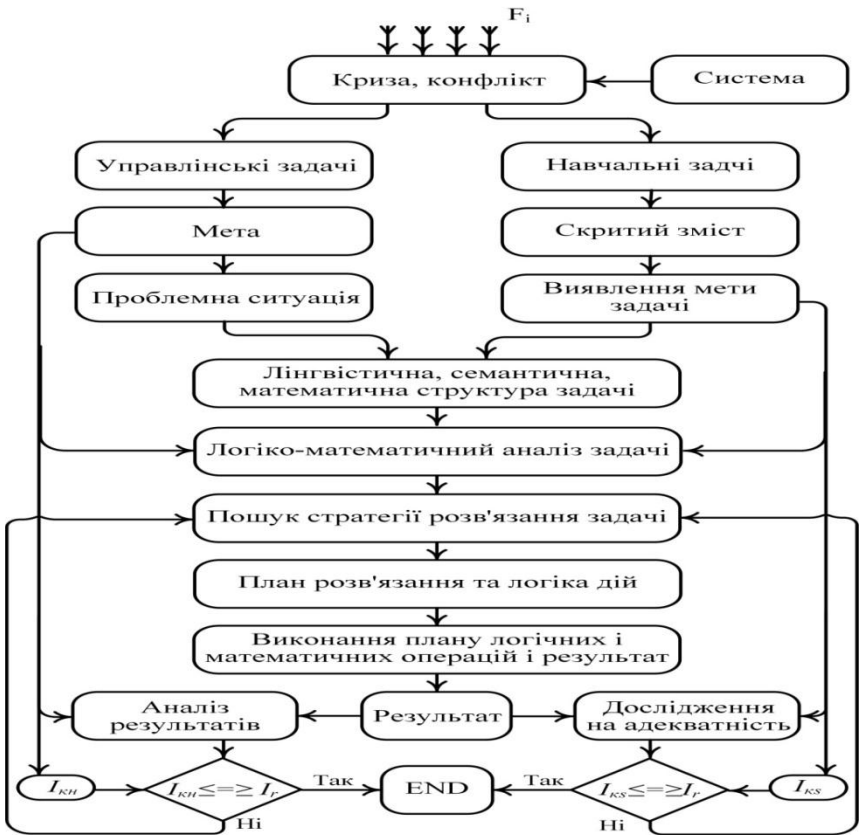 F i
Криза, конфлікт
Система
Управлінські задачі
Навчальні задчі
Мета
Скритий зміст
Проблемна ситуація
Виявлення мети
задачі
Лінгвістична, семантична,
математична структура задачі
Логіко-математичний аналіз задачі
Пошук стратегії розв'язання задачі
План розв'язання та логіка дій
Виконання плану логічних і
математичних операцій і результат
Аналіз
результатів
Результат
Дослідження
на адекватність
Iкн
Iкн≤=≥ Ir
Так
END
Так
Iкs≤=≥Ir
Iкs
Ні
Ні